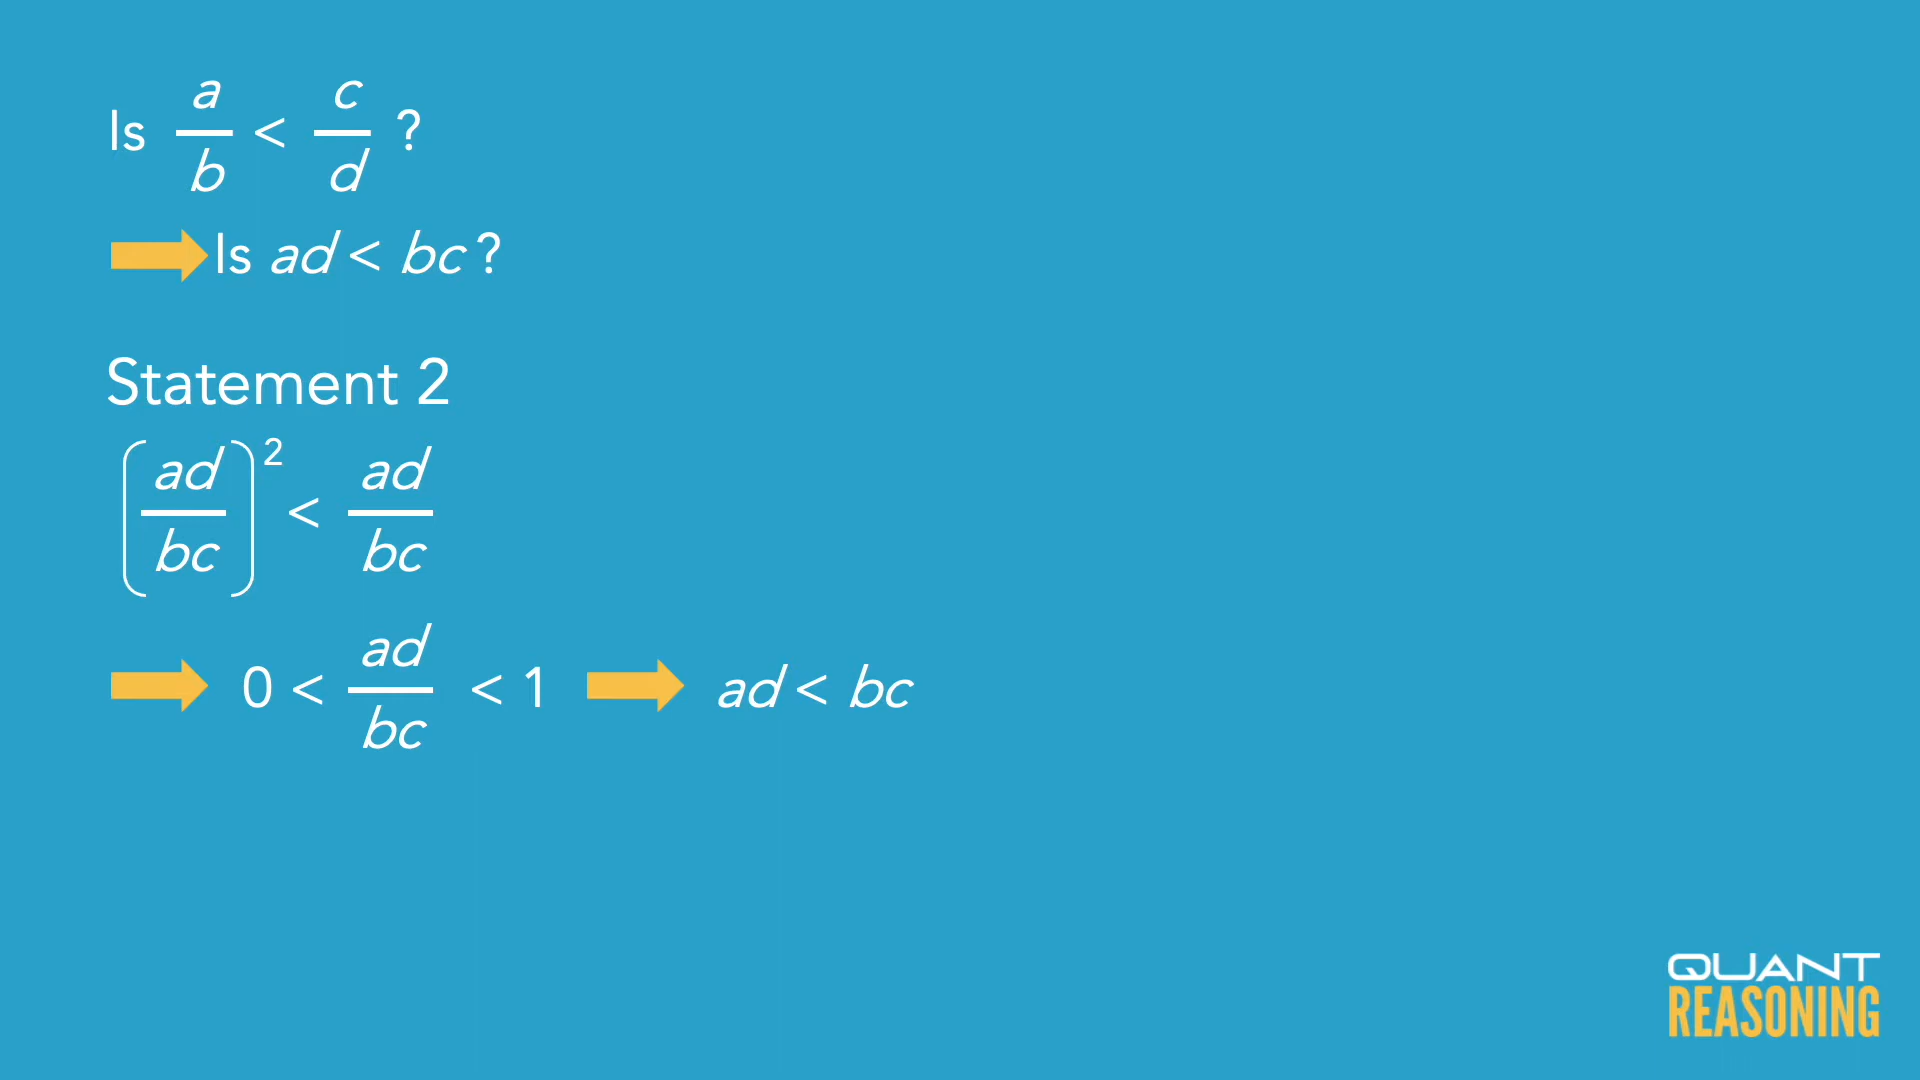 Is a/b < c/d ?
Is ad < bc ?
Statement 2
(ad/bc)² < ad/bc
0 < ad/bc < 1 ad < bc
QUANT
REASONING